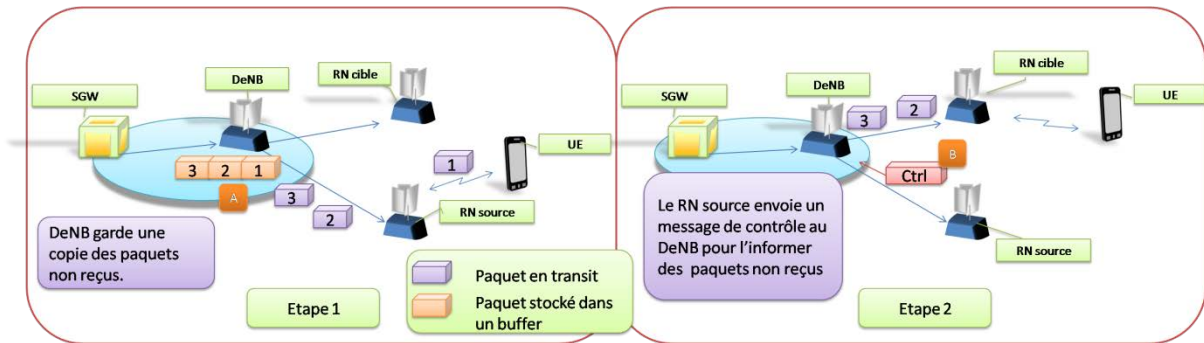 RN cible
DeNB
SGW
3 2 1
A
3
2
1
UE
RN source
DeNB garde une
copie des paquets
non reçus.
Etape 1
Paquet en transit
Paquet stocké dans
un buffer
RN cible
DeNB
SGW
3
2
UE
B
Ctrl
Le RN source envoie un
message de contrôle au
DeNB pour l'informer
des paquets non reçus
RN source
Etape 2